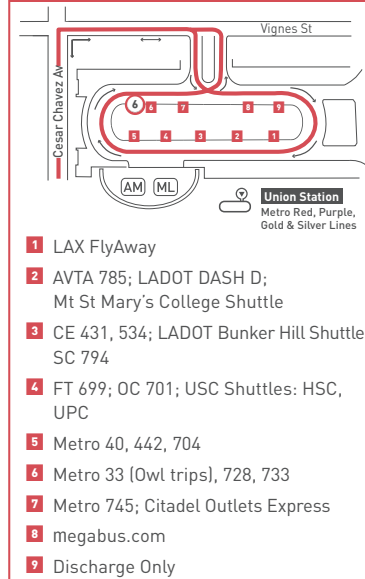 Vignes St
Cesar Chavez Av
6
6
7
8
9
5
4
3
2
1
AM
ML
Union Station
Metro Red, Purple,
Gold & Silver Lines
1 LAX FlyAway
2 AVTA 785; LADOT DASH D;
Mt St Mary's College Shuttle
3 CE 431, 534; LADOT Bunker Hill Shuttle
SC 794
4 FT 699; OC 701; USC Shuttles: HSC,
UPC
5 Metro 40, 442, 704
6 Metro 33 (Owl trips), 728, 733
7 Metro 745; Citadel Outlets Express
8 megabus.com
9 Discharge Only